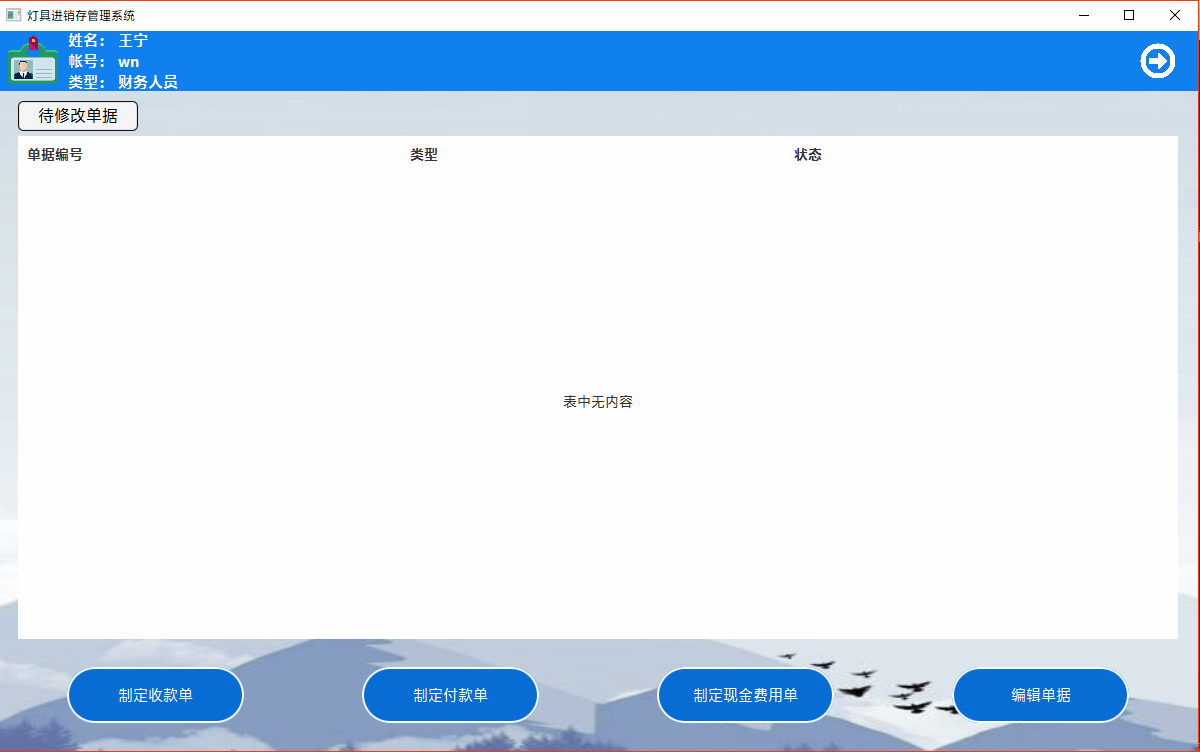 灯具进销存管理系统
姓名： 王宁
帐号： wn
类型： 财务人员
待修改单据
单据编号 类型 状态
表中无内容
制定收款单 制定付款单 制定现金费用单 编辑单据